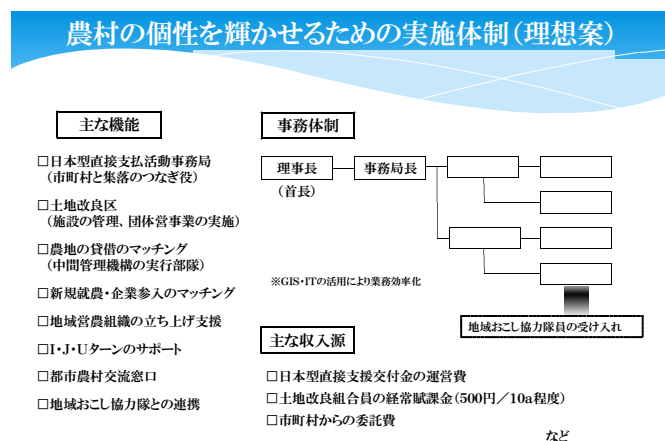 農村の個性を輝かせるための実施体制（理想案）
主な機能
□日本型直接支払活動事務局
（市町村と集落のつなぎ役）
□土地改良区
（施設の管理、団体営事業の実施）
□農地の貸借のマッチング
（中間管理機構の実行部隊）
□新規就農・企業参入のマッチング
□地域営農組織の立ち上げ支援
□I・J・Uターンのサポート
□都市農村交流窓口
□地域おこし協力隊との連携
事務体制
理事長
（首長）
事務局長
※GIS・ITの活用により業務効率化
地域おこし協力隊員の受け入れ
主な収入源
□日本型直接支援交付金の運営費
□土地改良組合員の経常賦課金（500円／10a程度）
□市町村からの委託費
など